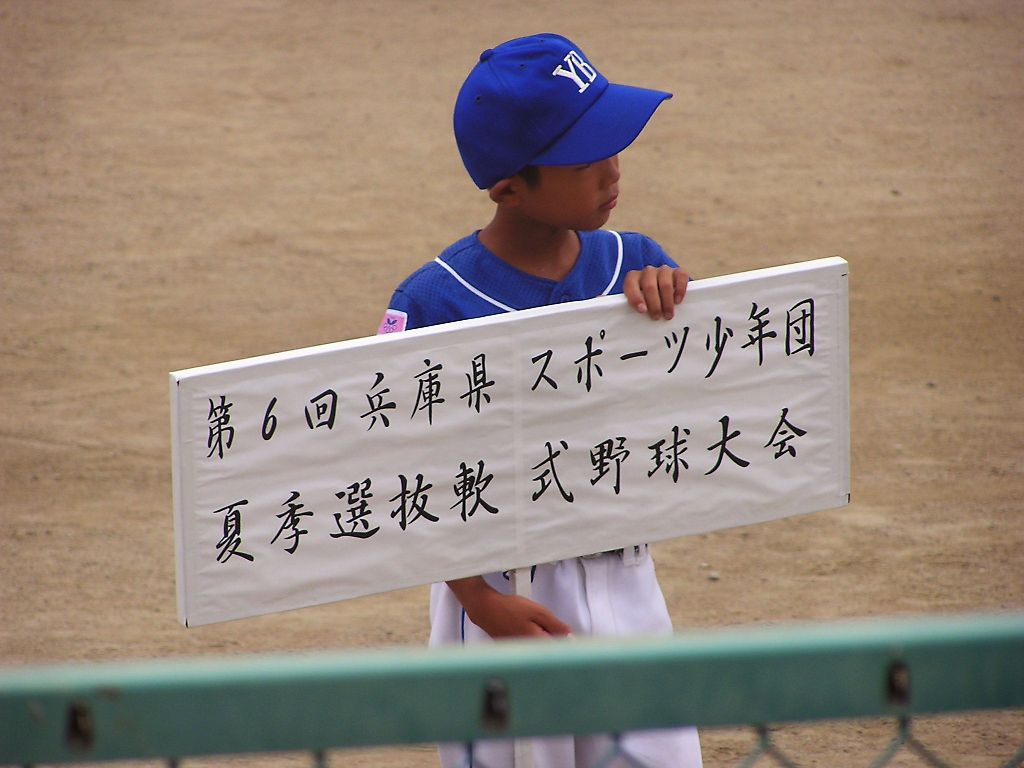 YB
第6回兵庫県 スポーツ少年団
夏季選抜軟式野球大会